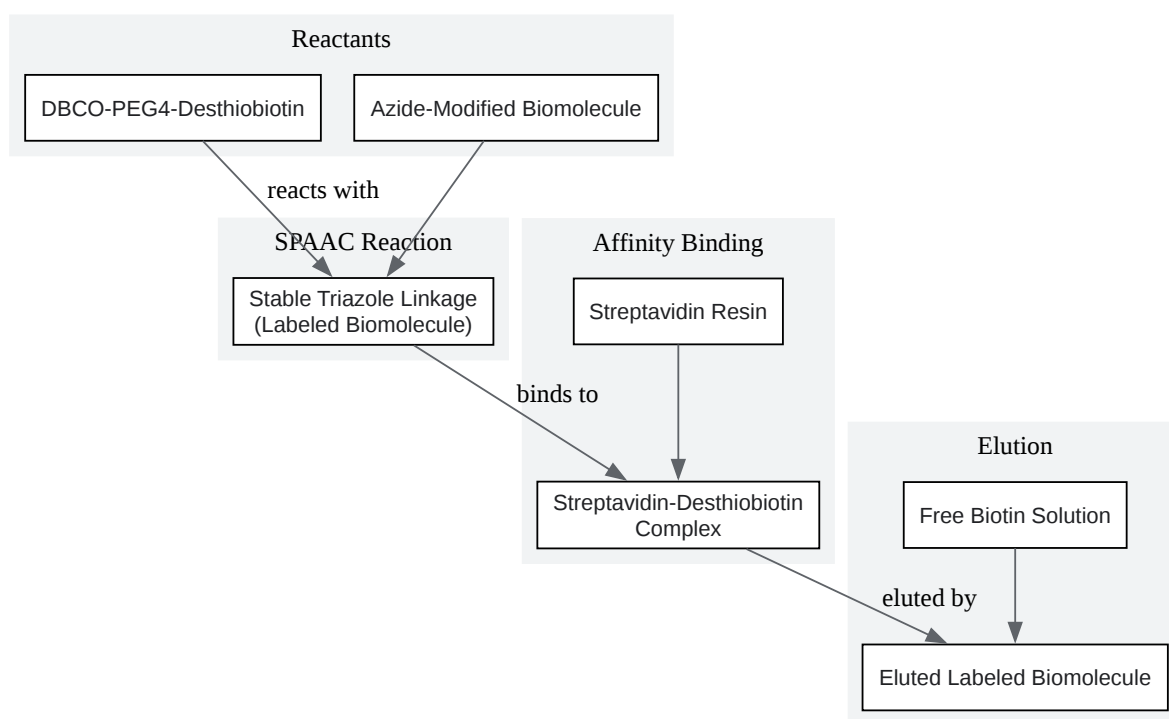 Reactants
DBCO-PEG4-Desthiobiotin
Azide-Modified Biomolecule
reacts with
SPAAC Reaction
Stable Triazole Linkage
(Labeled Biomolecule)
Affinity Binding
Streptavidin Resin
binds to
Streptavidin-Desthiobiotin
Complex
Elution
Free Biotin Solution
eluted by
Eluted Labeled Biomolecule